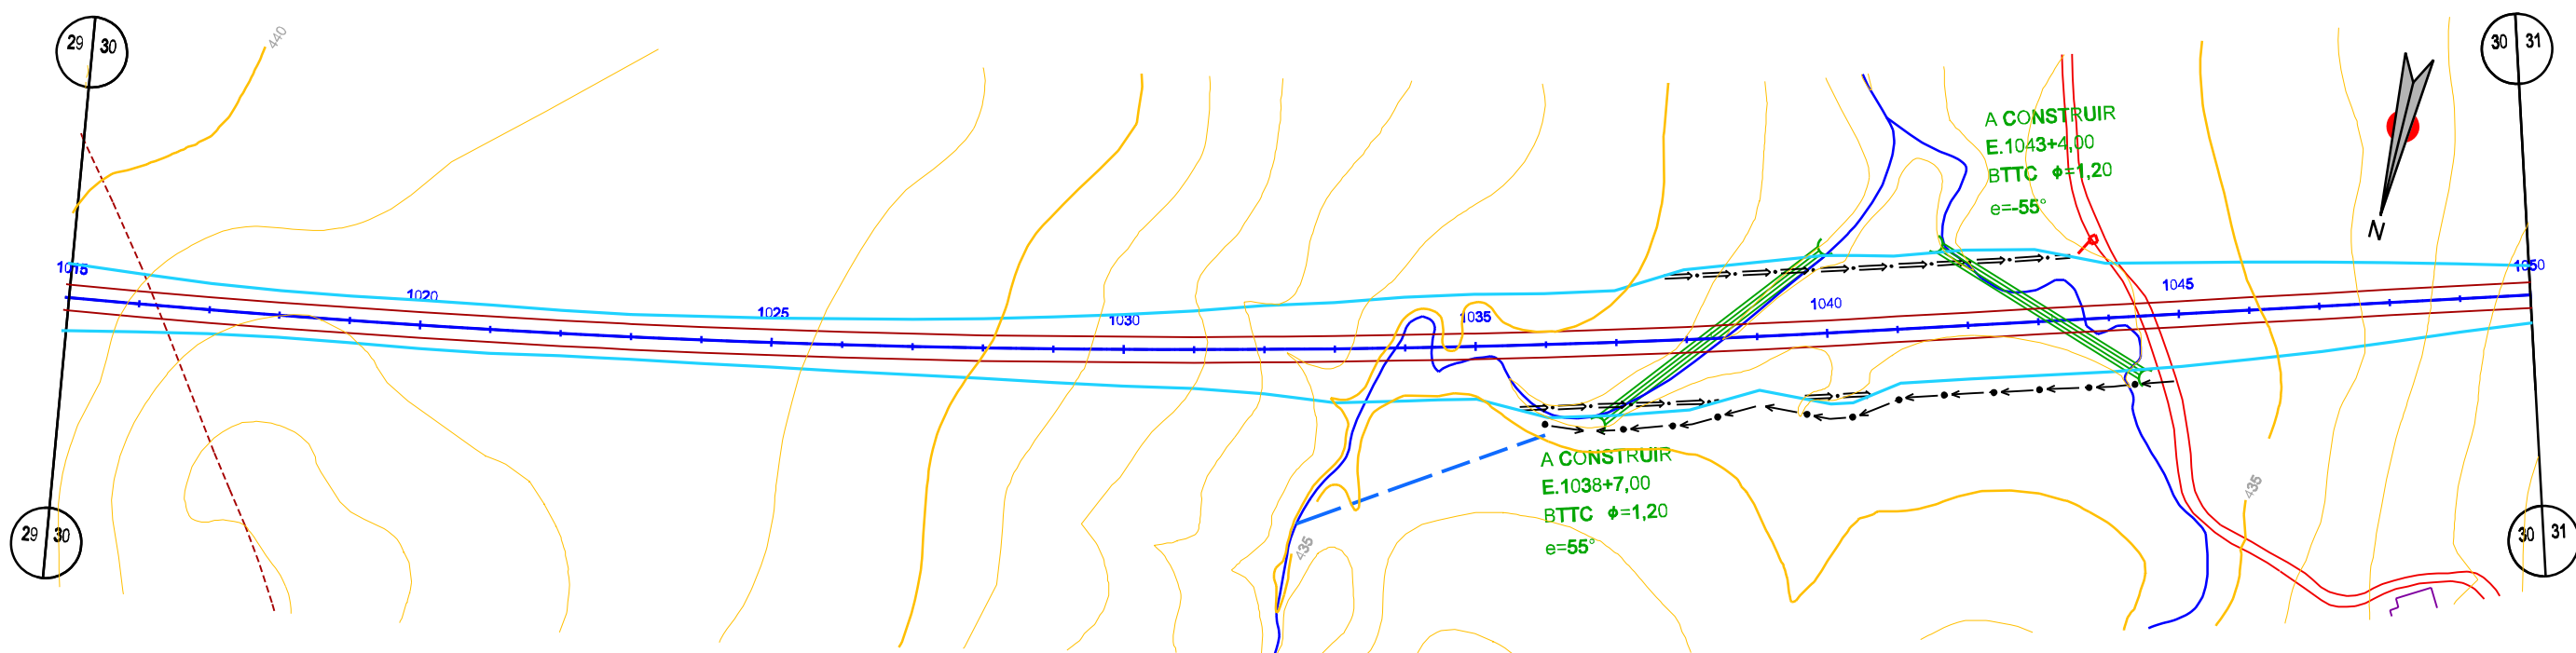 29 30
440
30 31
A CONSTRUIR
E.1043+4,00
BTTC ϕ=1,20
e=-55°
N
1015
1020
1025
1030
1035
1040
1045
1050
A CONSTRUIR
E.1038+7,00
BTTC ϕ=1,20
e=55°
435
435
29 30
30 31